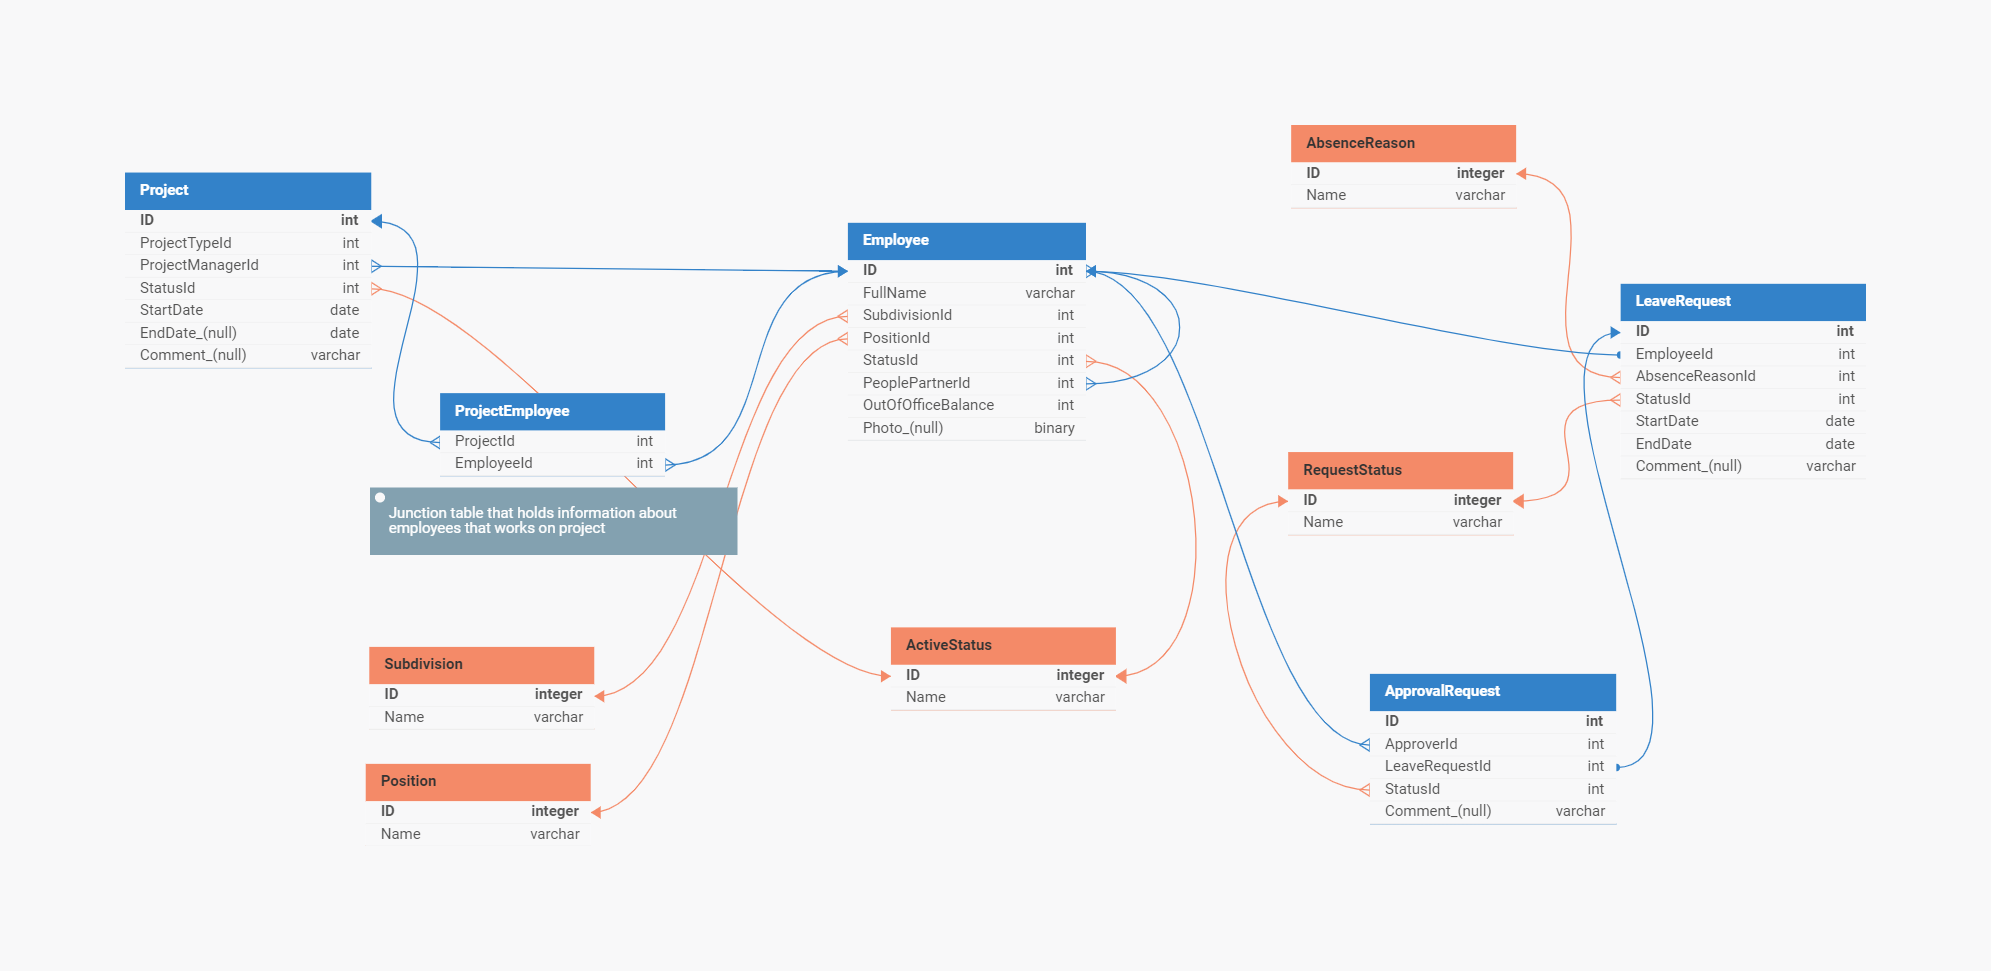 Project
ID int
ProjectTypeId int
ProjectManagerId int
StatusId int
StartDate date
EndDate_(null) date
Comment_(null) varchar
ProjectEmployee
ProjectId int
EmployeeId int
Junction table that holds information about
employees that works on project
Subdivision
ID integer
Name varchar
Position
ID integer
Name varchar
Employee
ID int
FullName varchar
SubdivisionId int
PositionId int
StatusId int
PeoplePartnerId int
OutOfOfficeBalance int
Photo_(null) binary
ActiveStatus
ID integer
Name varchar
AbsenceReason
ID integer
Name varchar
RequestStatus
ID integer
Name varchar
LeaveRequest
ID int
EmployeeId int
AbsenceReasonId int
StatusId int
StartDate date
EndDate date
Comment_(null) varchar
ApprovalRequest
ID int
ApproverId int
LeaveRequestId int
StatusId int
Comment_(null) varchar